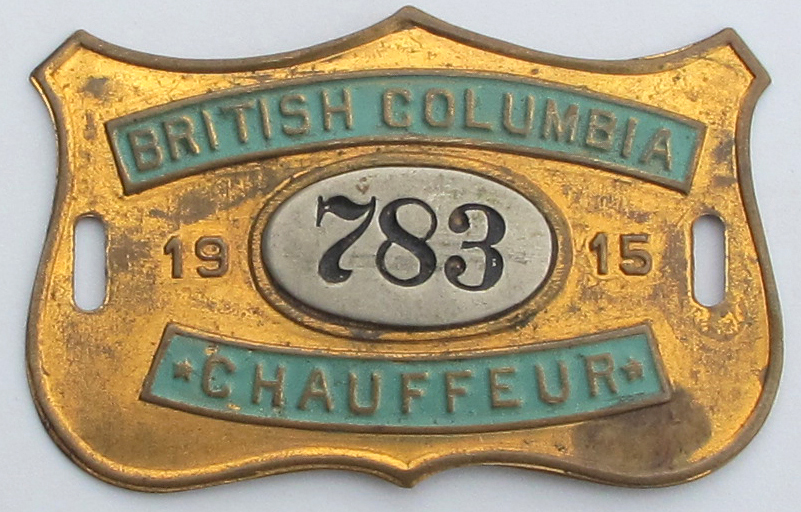 BRITISH COLUMBIA
19 783 15
★CHAUFFEUR★